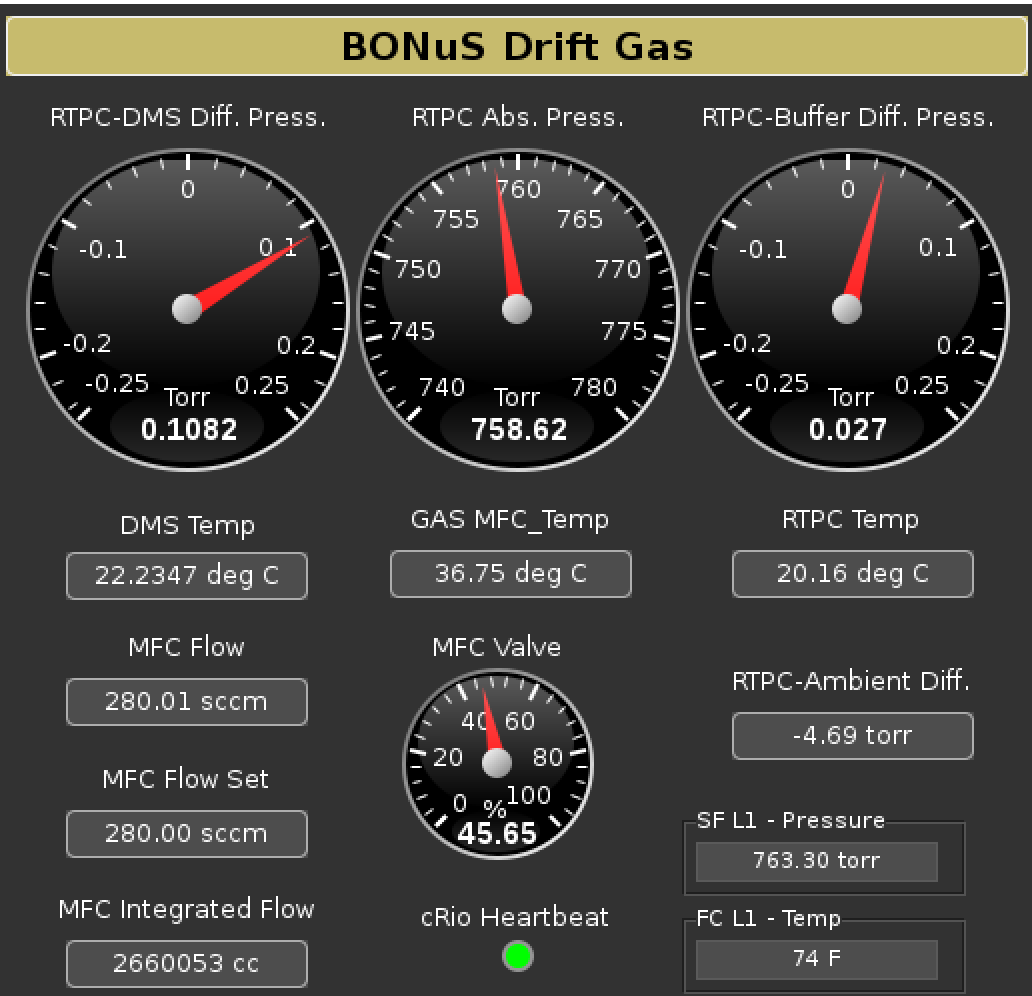 BONuS Drift Gas
RTPC-DMS Diff. Press.
0
-0.1
0.1
-0.2
0.2
-0.25
0.25
Torr
0.1082
RTPC Abs. Press.
760
755
765
750
770
745
775
740
780
Torr
758.62
RTPC-Buffer Diff. Press.
0
-0.1
0.1
-0.2
0.2
-0.25
0.25
Torr
0.027
DMS Temp
22.2347 deg C
GAS MFC_Temp
36.75 deg C
RTPC Temp
20.16 deg C
MFC Flow
280.01 sccm
MFC Flow Set
280.00 sccm
MFC Integrated Flow
2660053 cc
MFC Valve
40
60
20
80
0
100
%
45.65
cRio Heartbeat
RTPC-Ambient Diff.
-4.69 torr
SF L1 - Pressure
763.30 torr
FC L1 - Temp
74 F